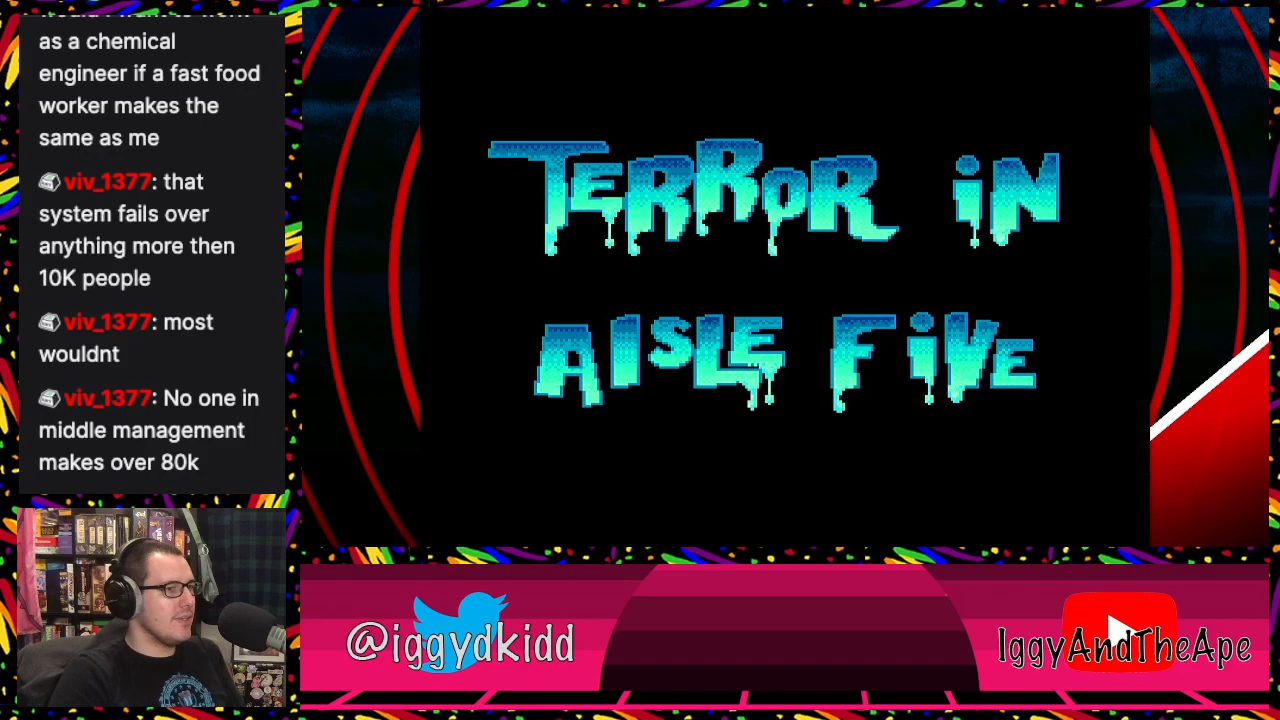 as a chemical
engineer if a fast food
worker makes the
same as me
viv_1377: that
system fails over
anything more then
10K people
viv_1377: most
wouldnt
viv_1377: No one in
middle management
makes over 80k
TERROR iN
AISLE FiVE
@iggydkidd
IggyAndTheApe